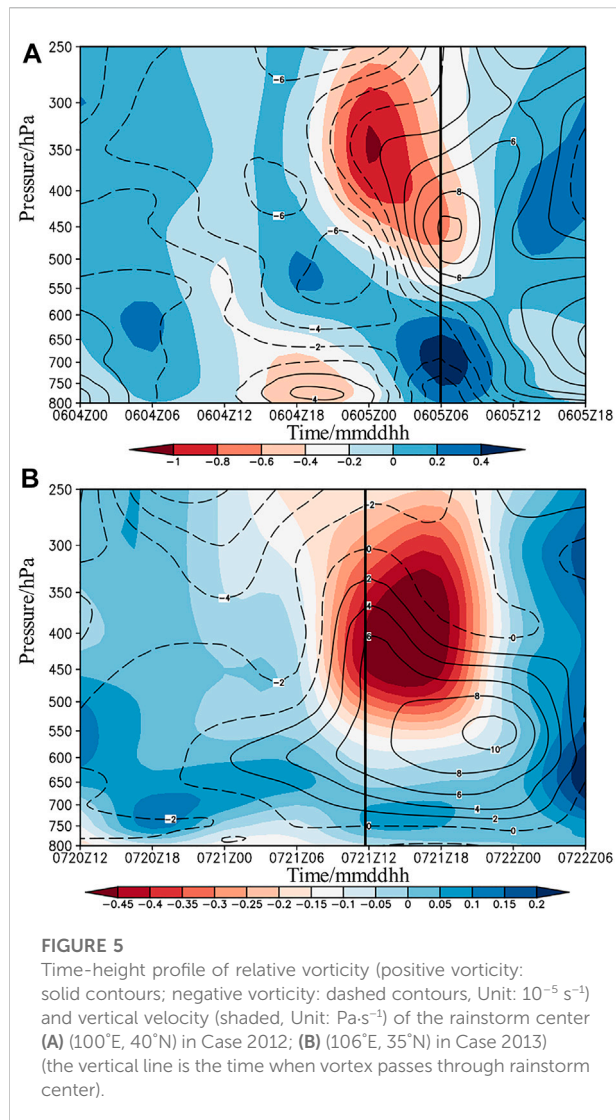 A
Pressure/hPa
250
300
350
400
450
500
550
600
650
700
750
800
-6
-6
-6
-4
-2
4
6
8
6
6
0604Z00 0604Z06 0604Z12 0604Z18 0605Z00 0605Z06 0605Z12 0605Z18
Time/mmddhh
-1 -0.8 -0.6 -0.4 -0.2 0 0.2 0.4
B
Pressure/hPa
250
300
350
400
450
500
550
600
650
700
750
800
-2
0
2
4
-4
-2
0
8
10
8
6
4
2
-2
0
0
0720Z12 0720Z18 0721Z00 0721Z06 0721Z12 0721Z18 0722Z00 0722Z06
Time/mmddhh
-0.45 -0.4 -0.35 -0.3 -0.25 -0.2 -0.15 -0.1 -0.05 0 0.05 0.1 0.15 0.2
FIGURE 5
Time-height profile of relative vorticity (positive vorticity:
solid contours; negative vorticity: dashed contours, Unit: 10⁻⁵ s⁻¹)
and vertical velocity (shaded, Unit: Pa·s⁻¹) of the rainstorm center
(A) (100°E, 40°N) in Case 2012; (B) (106°E, 35°N) in Case 2013
(the vertical line is the time when vortex passes through rainstorm
center).